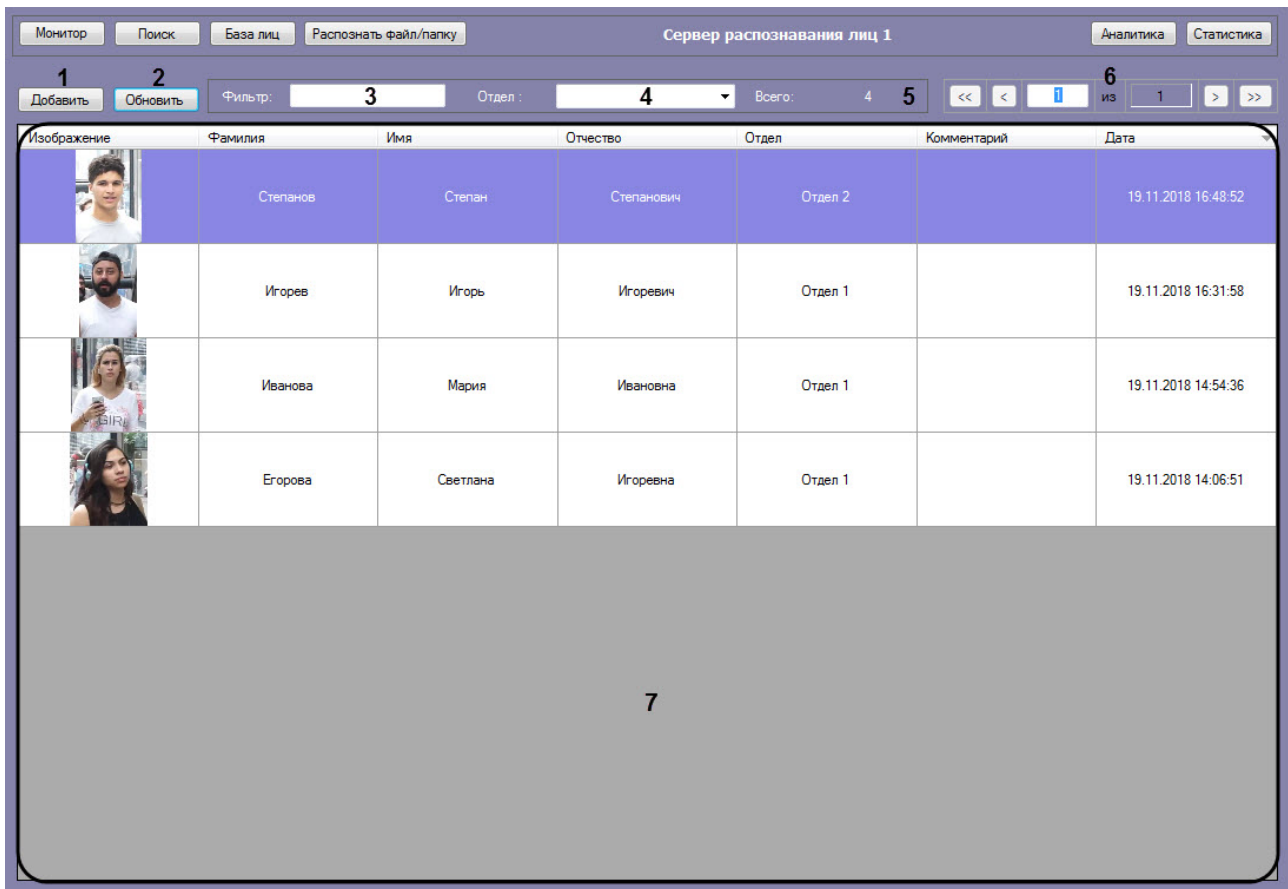 Монитор Поиск База лиц Распознать файл/папку Сервер распознавания лиц 1 Аналитика Статистика
1 2 6
Добавить Обновить Фильтр: 3 Отдел : 4 Всего: 4 5 << < 1 из 1 > >>
Изображение Фамилия Имя Отчество Отдел Комментарий Дата
Степанов Степан Степанович Отдел 2 19.11.2018 16:48:52
Игорев Игорь Игоревич Отдел 1 19.11.2018 16:31:58
Иванова Мария Ивановна Отдел 1 19.11.2018 14:54:36
GIRL
Егорова Светлана Игоревна Отдел 1 19.11.2018 14:06:51
7